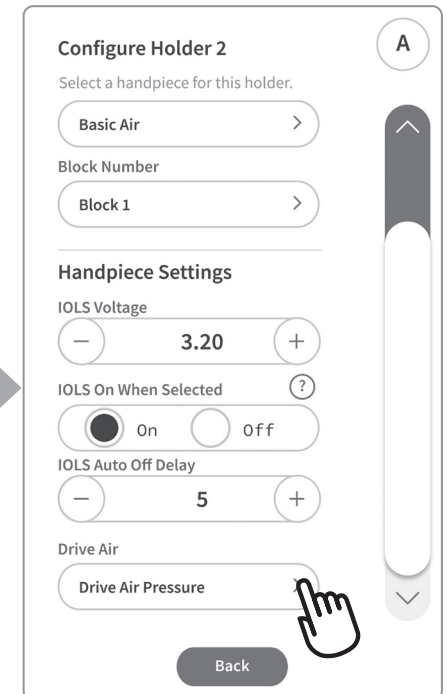 Configure Holder 2
A
Select a handpiece for this holder.
Basic Air
Block Number
Block 1
Handpiece Settings
IOLS Voltage
− 3.20 +
IOLS On When Selected ?
On Off
IOLS Auto Off Delay
− 5 +
Drive Air
Drive Air Pressure
Back